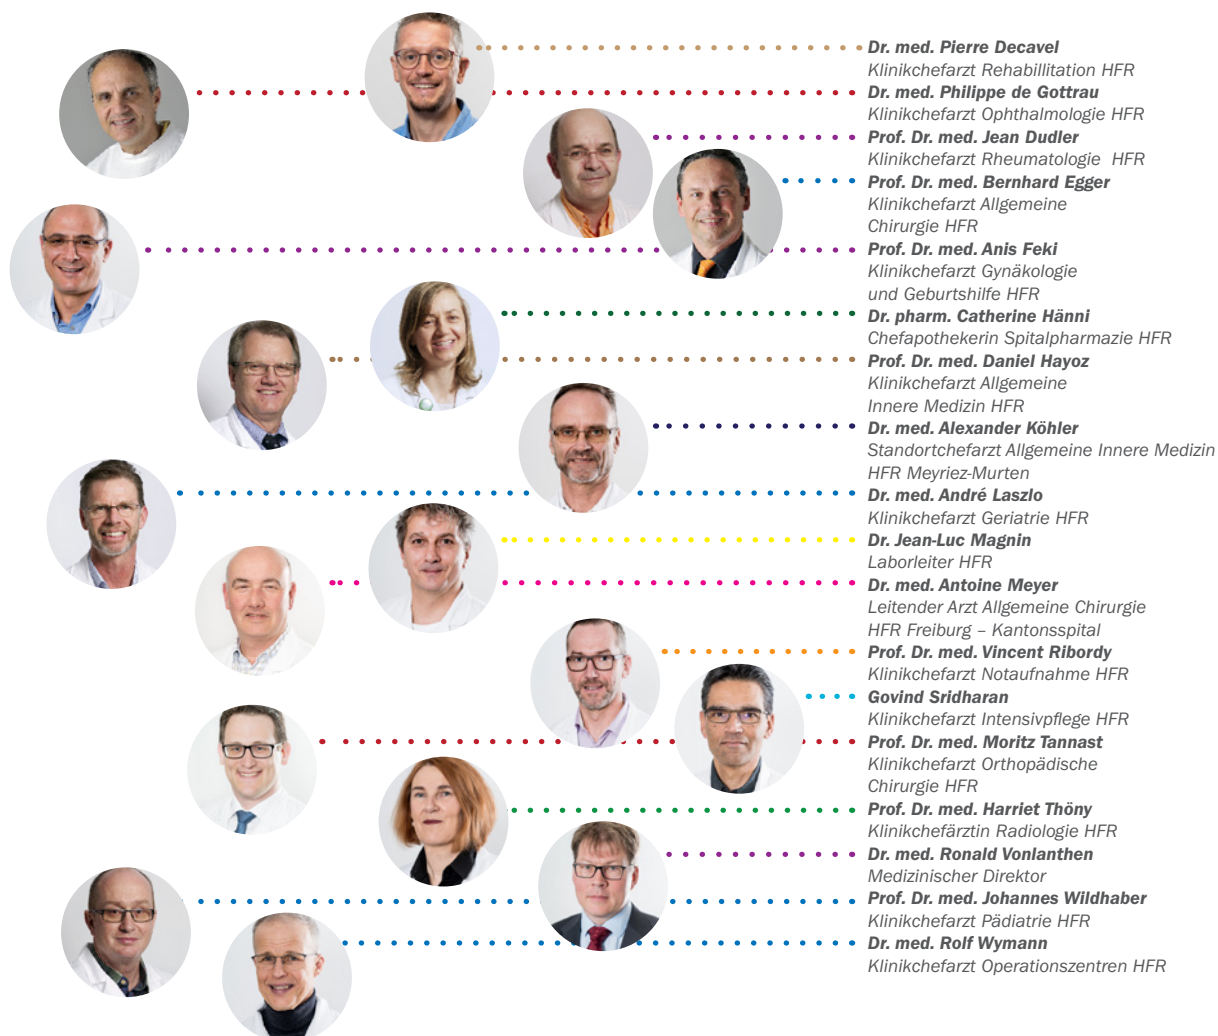 Dr. med. Pierre Decavel
Klinikchefarzt Rehabillitation HFR
Dr. med. Philippe de Gottrau
Klinikchefarzt Ophthalmologie HFR
Prof. Dr. med. Jean Dudler
Klinikchefarzt Rheumatologie HFR
Prof. Dr. med. Bernhard Egger
Klinikchefarzt Allgemeine
Chirurgie HFR
Prof. Dr. med. Anis Feki
Klinikchefarzt Gynäkologie
und Geburtshilfe HFR
Dr. pharm. Catherine Hänni
Chefapothekerin Spitalpharmazie HFR
Prof. Dr. med. Daniel Hayoz
Klinikchefarzt Allgemeine
Innere Medizin HFR
Dr. med. Alexander Köhler
Standortchefarzt Allgemeine Innere Medizin
HFR Meyriez-Murten
Dr. med. André Laszlo
Klinikchefarzt Geriatrie HFR
Dr. Jean-Luc Magnin
Laborleiter HFR
Dr. med. Antoine Meyer
Leitender Arzt Allgemeine Chirurgie
HFR Freiburg – Kantonsspital
Prof. Dr. med. Vincent Ribordy
Klinikchefarzt Notaufnahme HFR
Govind Sridharan
Klinikchefarzt Intensivpflege HFR
Prof. Dr. med. Moritz Tannast
Klinikchefarzt Orthopädische
Chirurgie HFR
Prof. Dr. med. Harriet Thöny
Klinikchefärztin Radiologie HFR
Dr. med. Ronald Vonlanthen
Medizinischer Direktor
Prof. Dr. med. Johannes Wildhaber
Klinikchefarzt Pädiatrie HFR
Dr. med. Rolf Wymann
Klinikchefarzt Operationszentren HFR